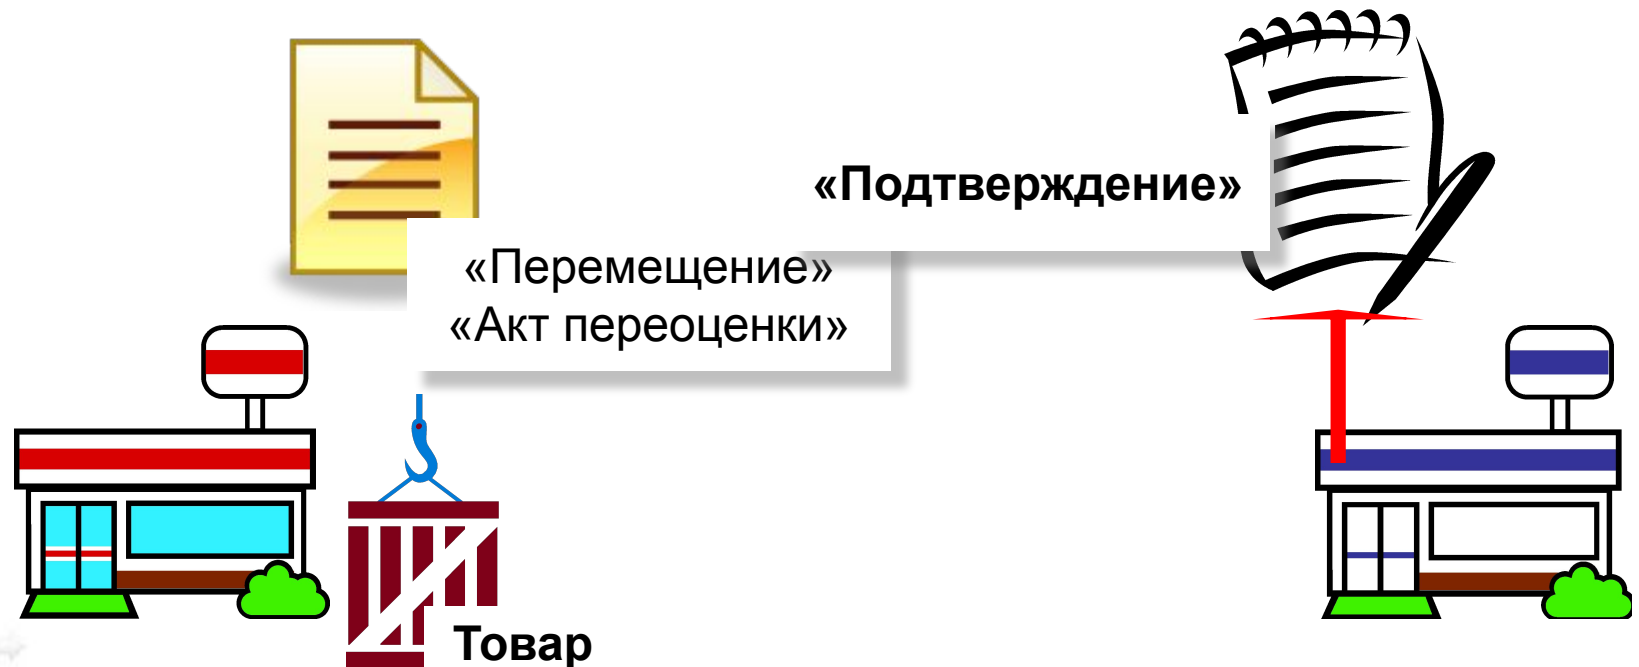 «Подтверждение»
«Перемещение»
«Акт переоценки»
Товар